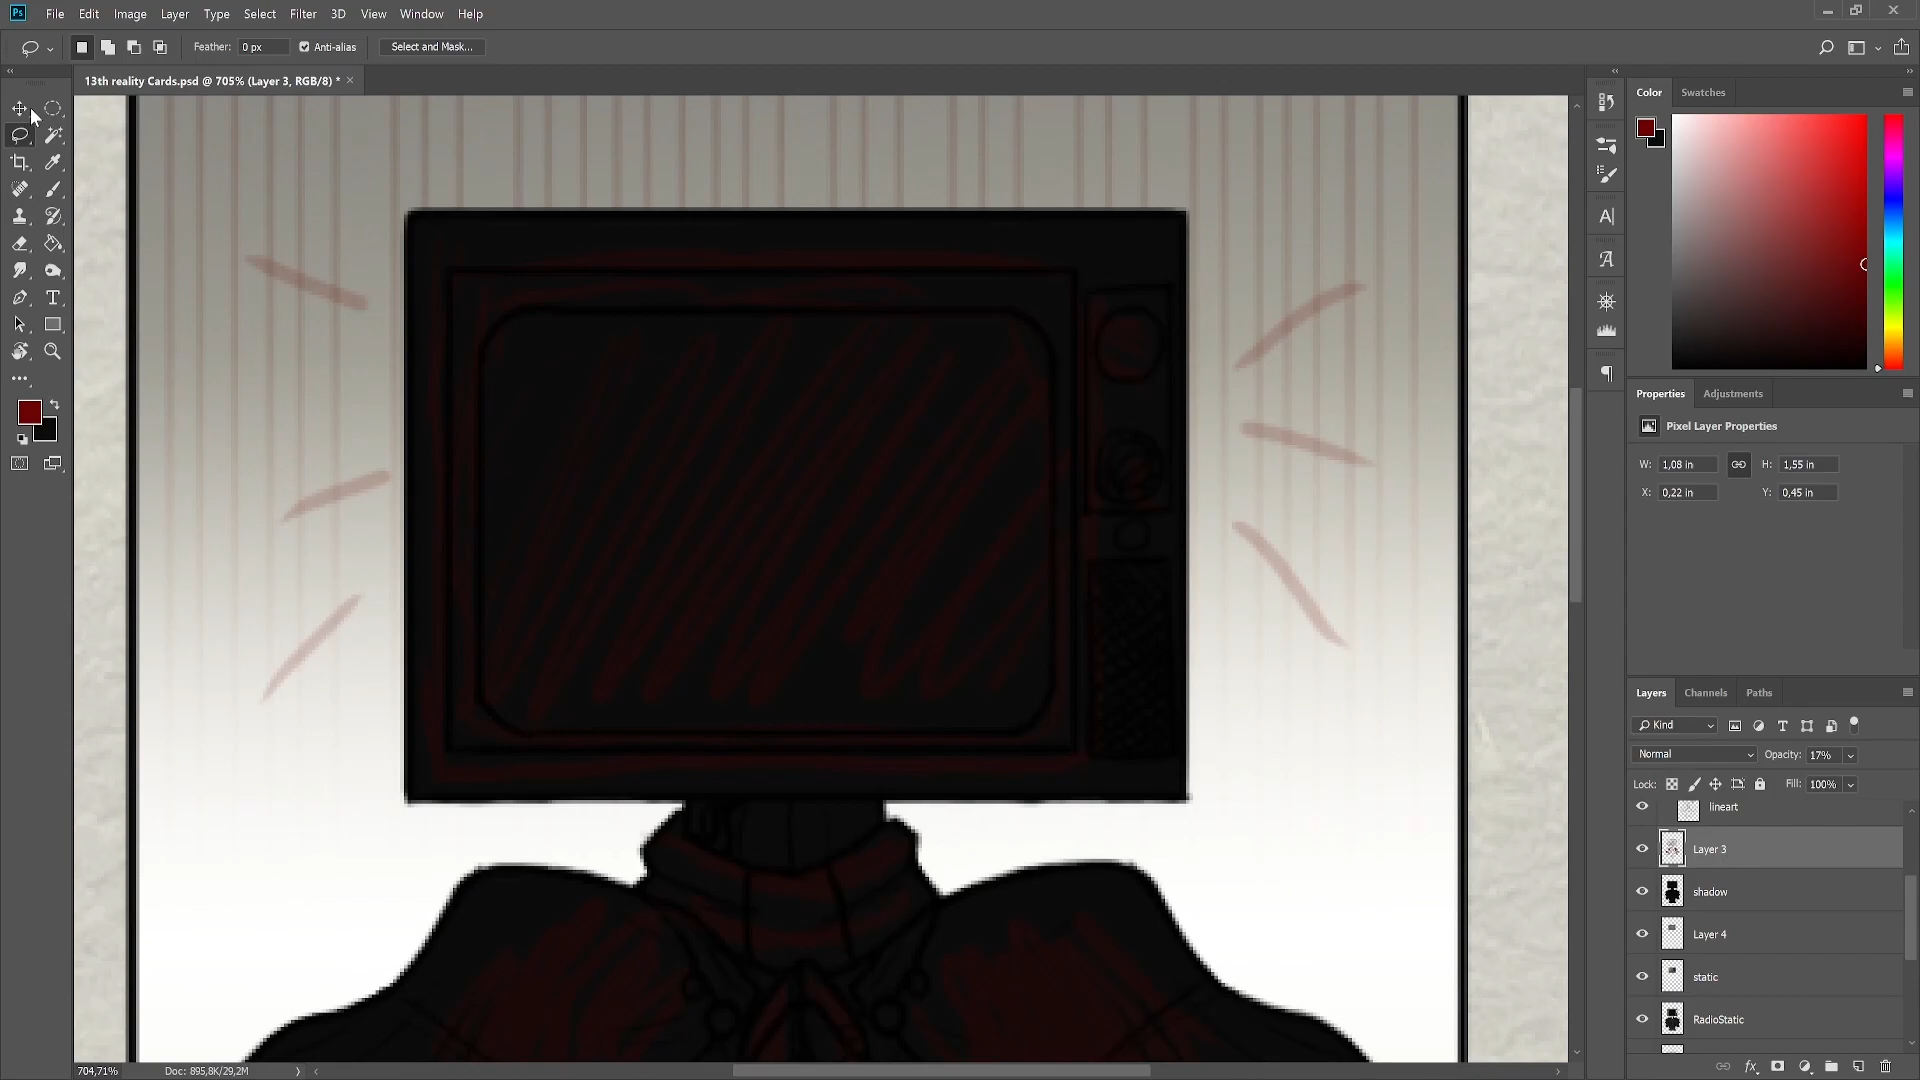 Ps File Edit Image Layer Type Select Filter 3D View Window Help
Feather: 0 px Anti-alias Select and Mask...
13th reality Cards.psd @ 705% (Layer 3, RGB/8) *
Color Swatches
Properties Adjustments
Pixel Layer Properties
W: 1,08 in H: 1,55 in
X: 0,22 in Y: 0,45 in
Layers Channels Paths
Kind
Normal Opacity: 17%
Lock: Fill: 100%
lineart
Layer 3
shadow
Layer 4
static
RadioStatic
704,71% Doc: 895,8K/29,2M